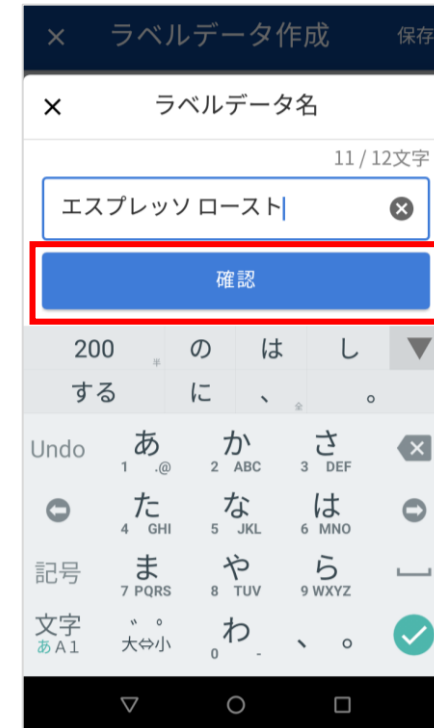 × ラベルデータ作成 保存
× ラベルデータ名
11 / 12文字
エスプレッソ ロースト
確認
200 半 の は し
する に 、 全 。
Undo あ 1 .@ か 2 ABC さ 3 DEF
た 4 GHI な 5 JKL は 6 MNO
記号 ま 7 PQRS や 8 TUV ら 9 WXYZ
文字 あA1 ゛゜ 大⇔小 わ 0 - 、。